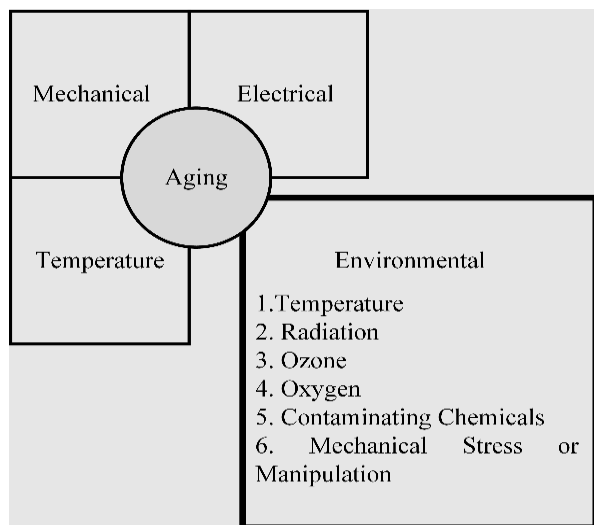 Mechanical
Electrical
Aging
Temperature
Environmental
1.Temperature
2. Radiation
3. Ozone
4. Oxygen
5. Contaminating Chemicals
6. Mechanical Stress or
Manipulation